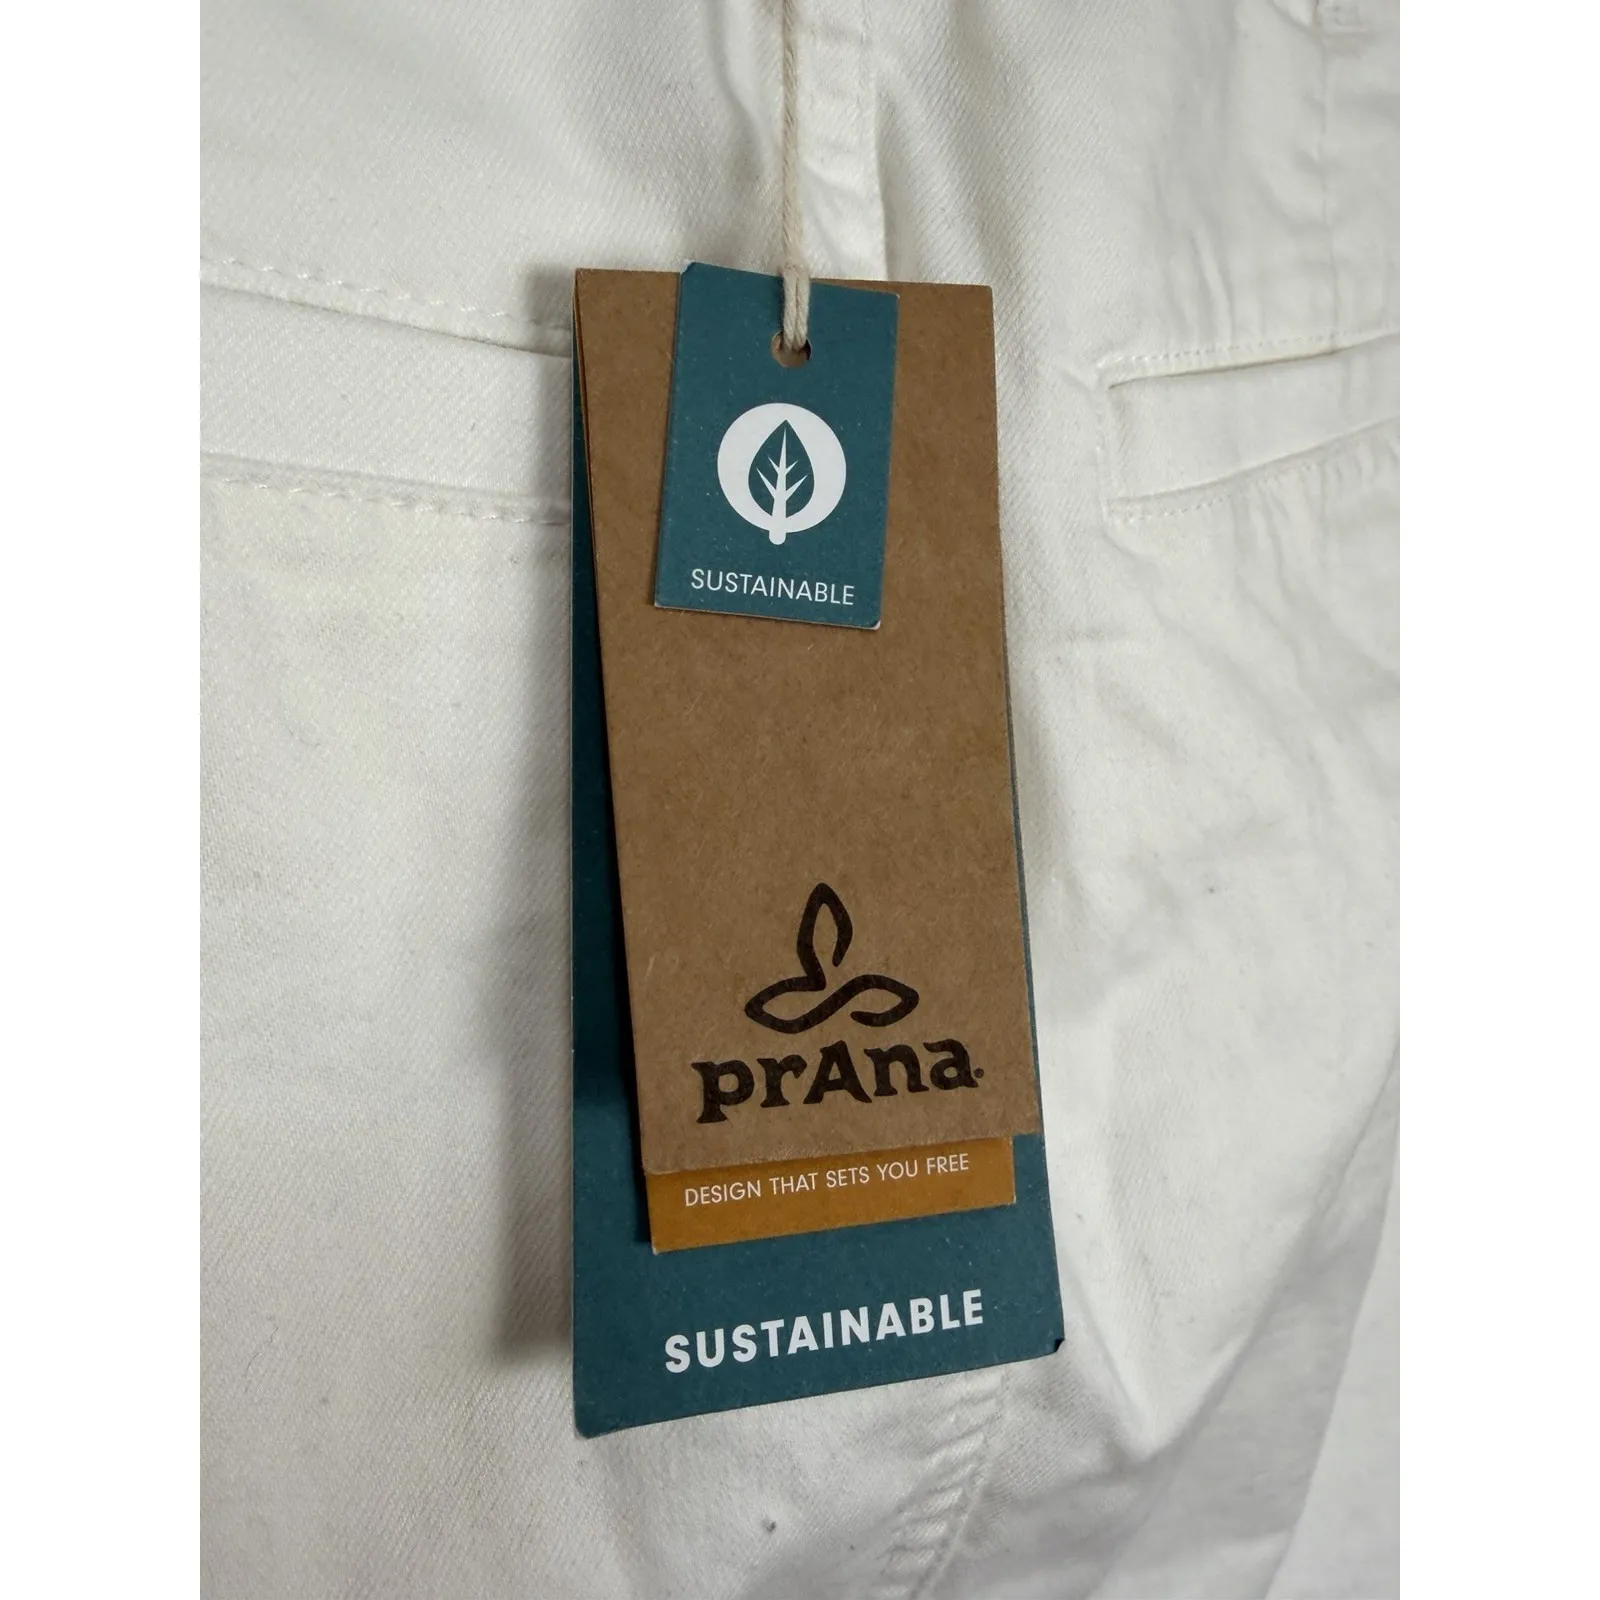 SUSTAINABLE
prAna
DESIGN THAT SETS YOU FREE
SUSTAINABLE